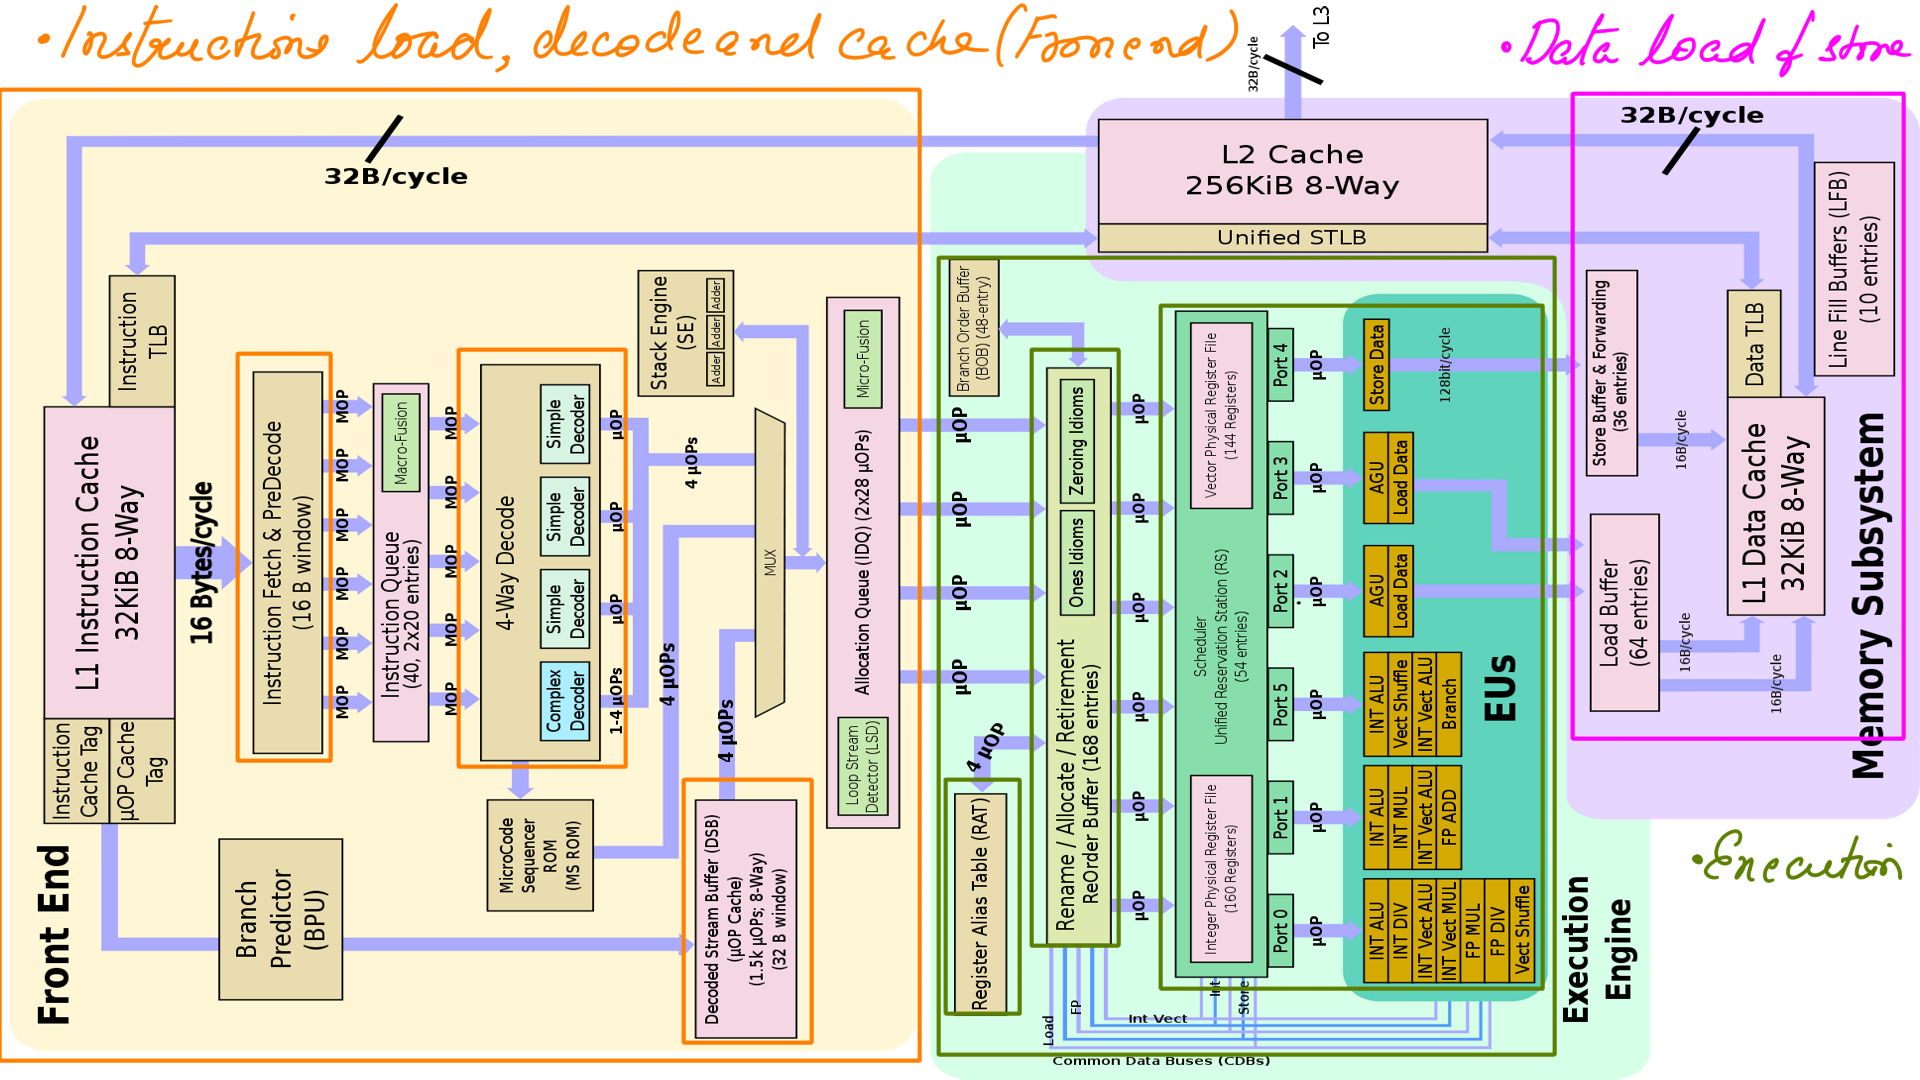 •Instructions load, decode and cache (Fronend)
•Data load & store
To L3
32B/cycle
32B/cycle
32B/cycle
L2 Cache
256KiB 8-Way
Unified STLB
Instruction
TLB
L1 Instruction Cache
32KiB 8-Way
Instruction
Cache Tag
µOP Cache
Tag
16 Bytes/cycle
Instruction Fetch & PreDecode
(16 B window)
MOP
MOP
MOP
MOP
MOP
MOP
Macro-Fusion
Instruction Queue
(40, 2x20 entries)
MOP
MOP
MOP
MOP
MOP
4-Way Decode
Simple
Decoder
Simple
Decoder
Simple
Decoder
Complex
Decoder
µOP
µOP
µOP
1-4 µOPs
4 µOPs
4 µOPs
4 µOPs
Stack Engine
(SE)
Adder
Adder
Adder
MUX
Micro-Fusion
Allocation Queue (IDQ) (2x28 µOPs)
Loop Stream
Detector (LSD)
MicroCode
Sequencer
ROM
(MS ROM)
Decoded Stream Buffer (DSB)
(µOP Cache)
(1.5k µOPs; 8-Way)
(32 B window)
Branch
Predictor
(BPU)
Front End
µOP
µOP
µOP
µOP
4 µOP
Branch Order Buffer
(BOB) (48-entry)
Register Alias Table (RAT)
Zeroing Idioms
Ones Idioms
Rename / Allocate / Retirement
ReOrder Buffer (168 entries)
µOP
µOP
µOP
µOP
µOP
µOP
Vector Physical Register File
(144 Registers)
Scheduler
Unified Reservation Station (RS)
(54 entries)
Integer Physical Register File
(160 Registers)
Port 4
Port 3
Port 2
Port 5
Port 1
Port 0
µOP
µOP
µOP
µOP
µOP
µOP
Store Data
128bit/cycle
AGU
Load Data
AGU
Load Data
INT ALU
Vect Shuffle
INT Vect ALU
Branch
INT ALU
INT MUL
INT Vect ALU
FP ADD
INT ALU
INT DIV
INT Vect ALU
INT Vect MUL
FP MUL
FP DIV
Vect Shuffle
EUs
Load
FP
Int Vect
Int
Store
Common Data Buses (CDBs)
Execution
Engine
•Execution
Store Buffer & Forwarding
(36 entries)
16B/cycle
Load Buffer
(64 entries)
16B/cycle
16B/cycle
Data TLB
L1 Data Cache
32KiB 8-Way
Line Fill Buffers (LFB)
(10 entries)
Memory Subsystem